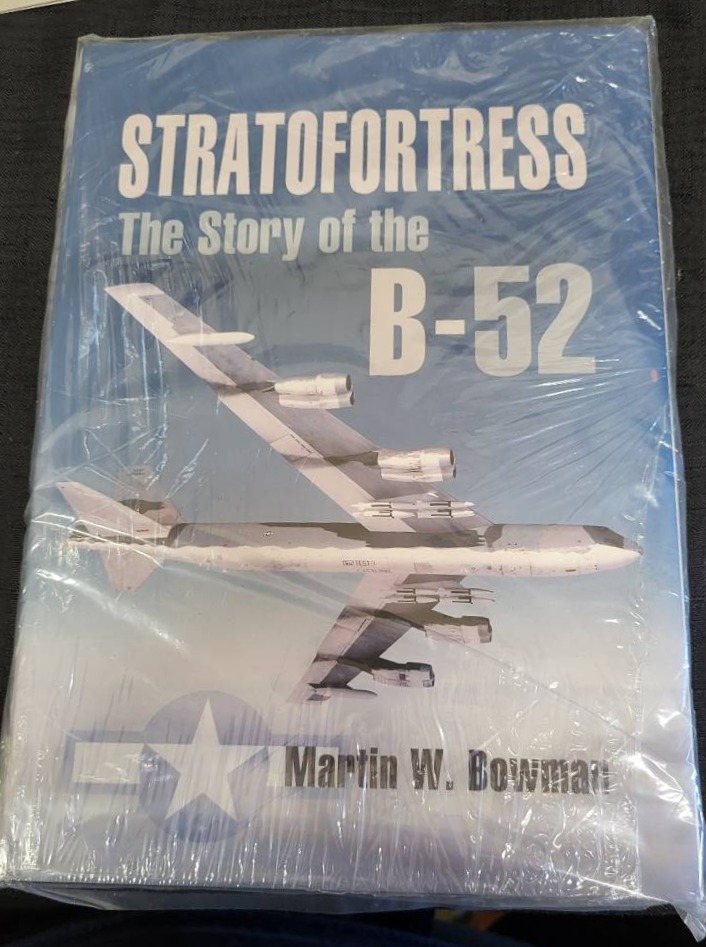 STRATOFORTRESS
The Story of the
B-52
Martin W. Bowman